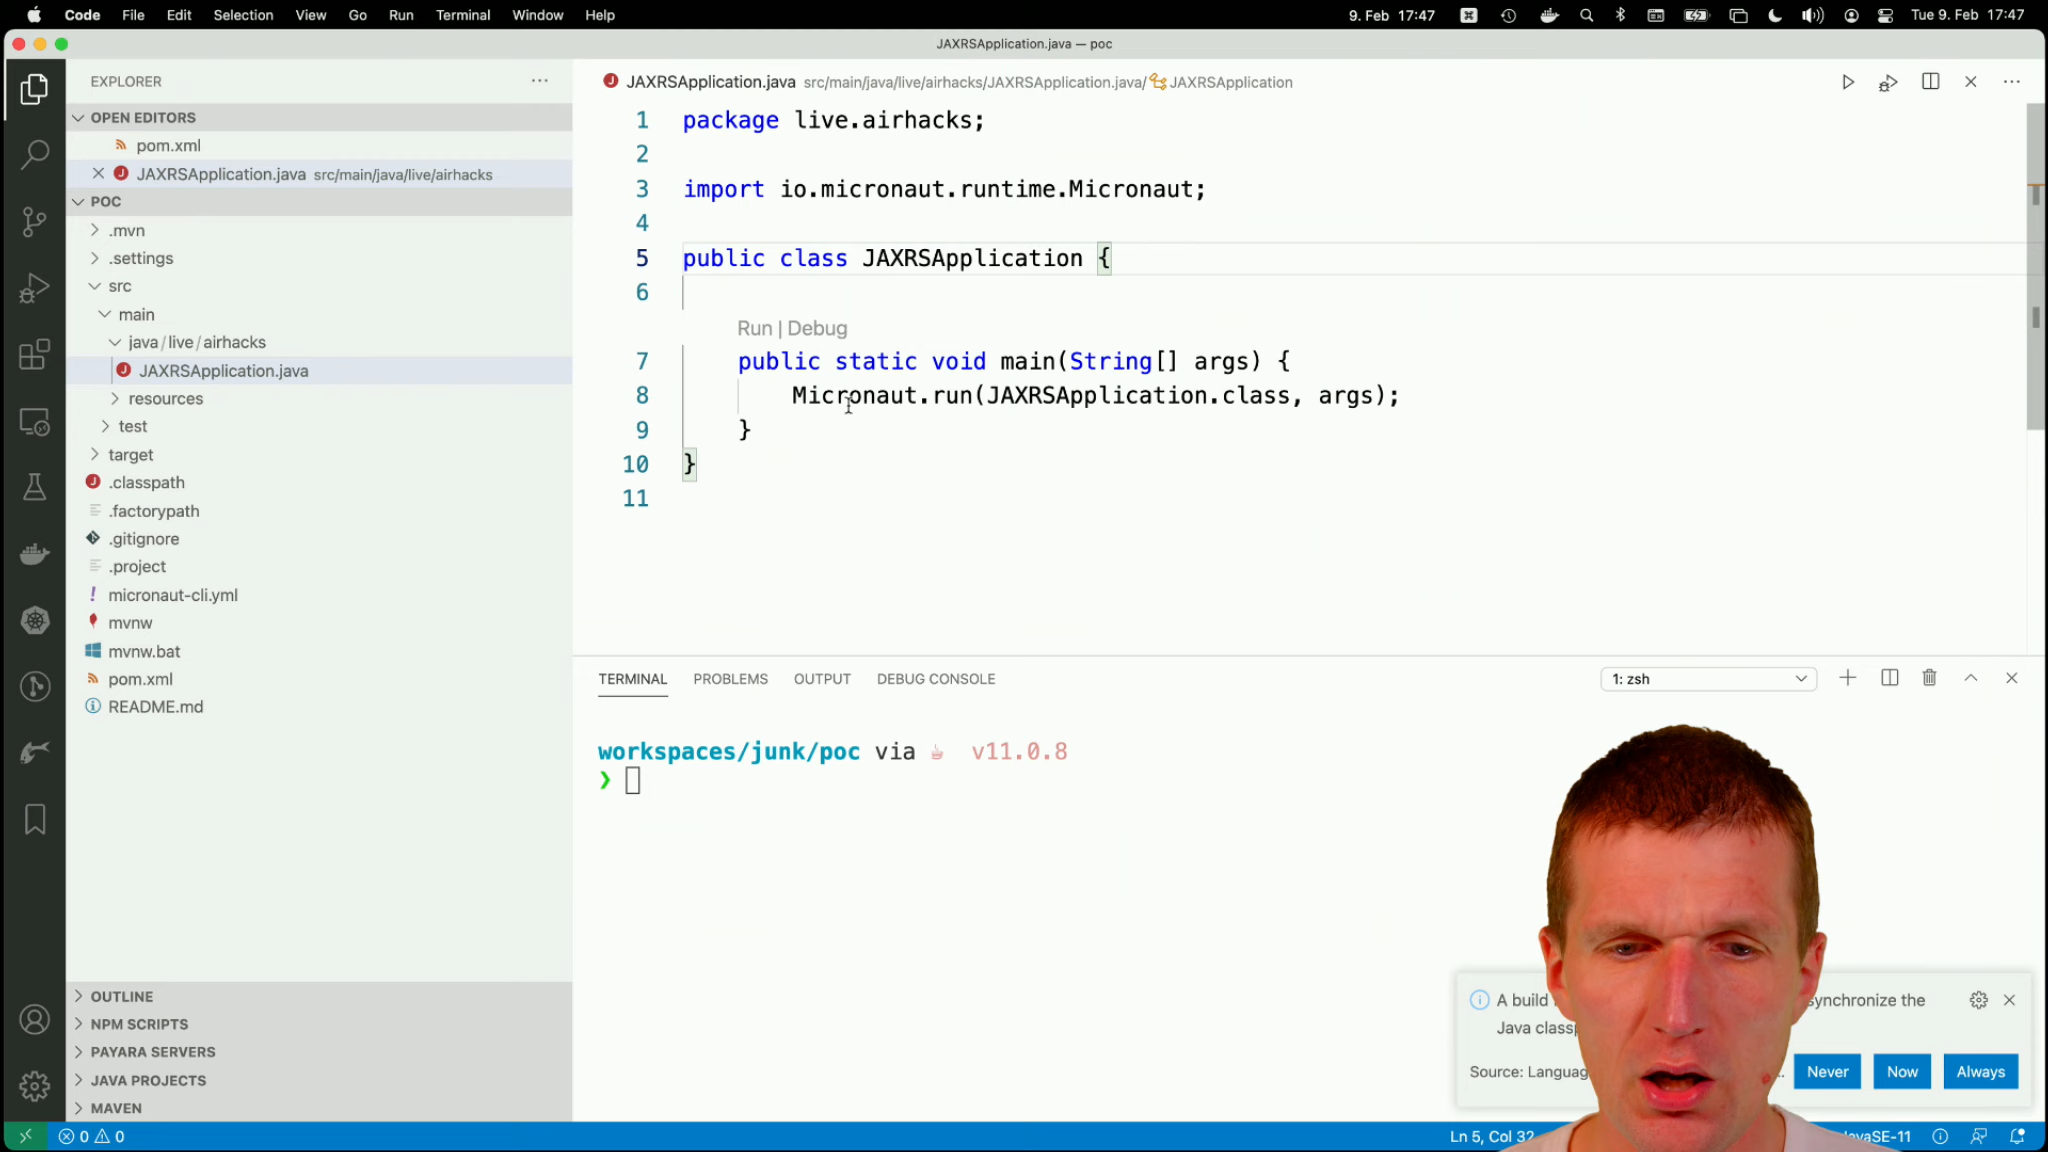 Code File Edit Selection View Go Run Terminal Window Help 9. Feb 17:47 Tue 9. Feb 17:47
JAXRSApplication.java — poc
EXPLORER
OPEN EDITORS
pom.xml
JAXRSApplication.java src/main/java/live/airhacks
POC
.mvn
.settings
src
main
java/live/airhacks
JAXRSApplication.java
resources
test
target
.classpath
.factorypath
.gitignore
.project
micronaut-cli.yml
mvnw
mvnw.bat
pom.xml
README.md
OUTLINE
NPM SCRIPTS
PAYARA SERVERS
JAVA PROJECTS
MAVEN
JAXRSApplication.java src/main/java/live/airhacks/JAXRSApplication.java/ JAXRSApplication
1 package live.airhacks;
2
3 import io.micronaut.runtime.Micronaut;
4
5 public class JAXRSApplication {
6
Run | Debug
7 public static void main(String[] args) {
8 Micronaut.run(JAXRSApplication.class, args);
9 }
10 }
11
TERMINAL PROBLEMS OUTPUT DEBUG CONSOLE 1: zsh
workspaces/junk/poc via v11.0.8
❯
A build synchronize the
Java
Source: Never Now Always
0 0 Ln 5, Col 32